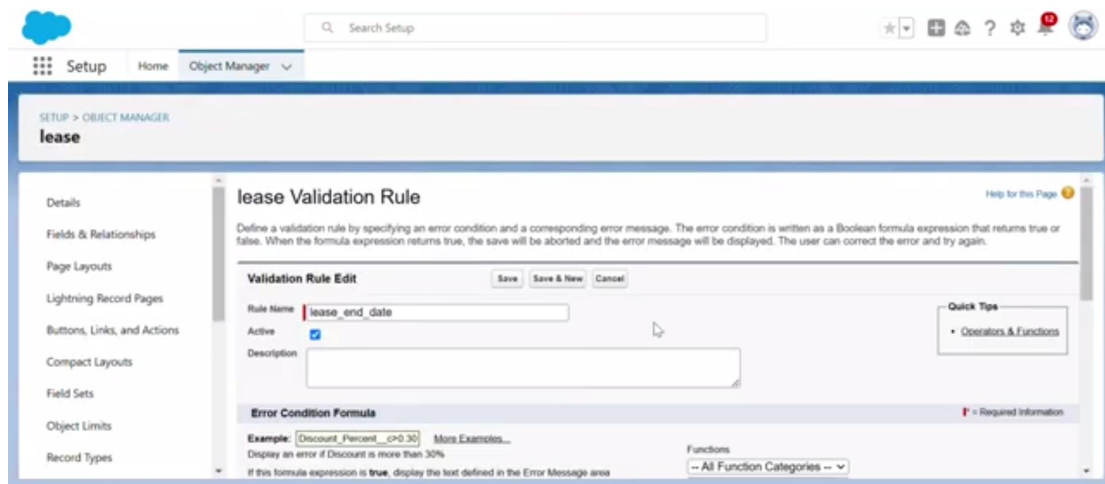 Search Setup
12
Setup Home Object Manager
SETUP > OBJECT MANAGER
lease
Details
Fields & Relationships
Page Layouts
Lightning Record Pages
Buttons, Links, and Actions
Compact Layouts
Field Sets
Object Limits
Record Types
lease Validation Rule
Help for this Page ?
Define a validation rule by specifying an error condition and a corresponding error message. The error condition is written as a Boolean formula expression that returns true or
false. When the formula expression returns true, the save will be aborted and the error message will be displayed. The user can correct the error and try again.
Validation Rule Edit Save Save & New Cancel
Rule Name lease_end_date
Active
Description
Quick Tips
• Operators & Functions
Error Condition Formula
= Required Information
Example: Discount_Percent__c>0.30 More Examples...
Display an error if Discount is more than 30%
If this formula expression is true, display the text defined in the Error Message area
Functions
-- All Function Categories --